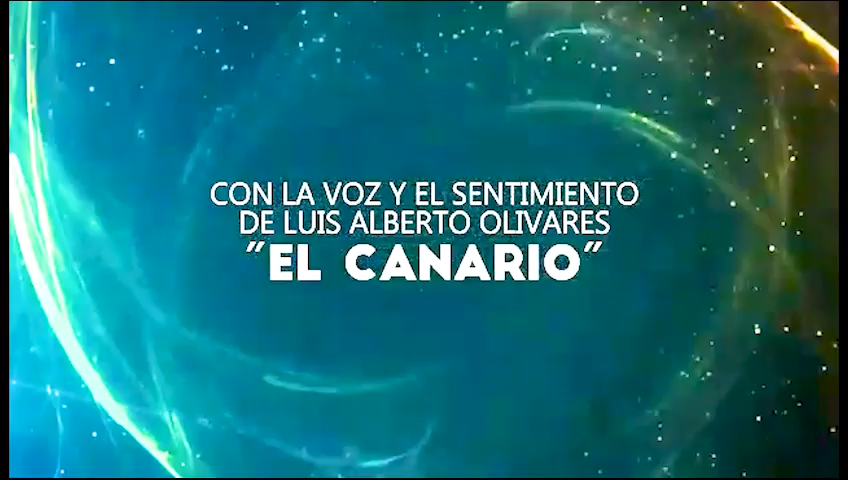 CON LA VOZ Y EL SENTIMIENTO
DE LUIS ALBERTO OLIVARES
"EL CANARIO"